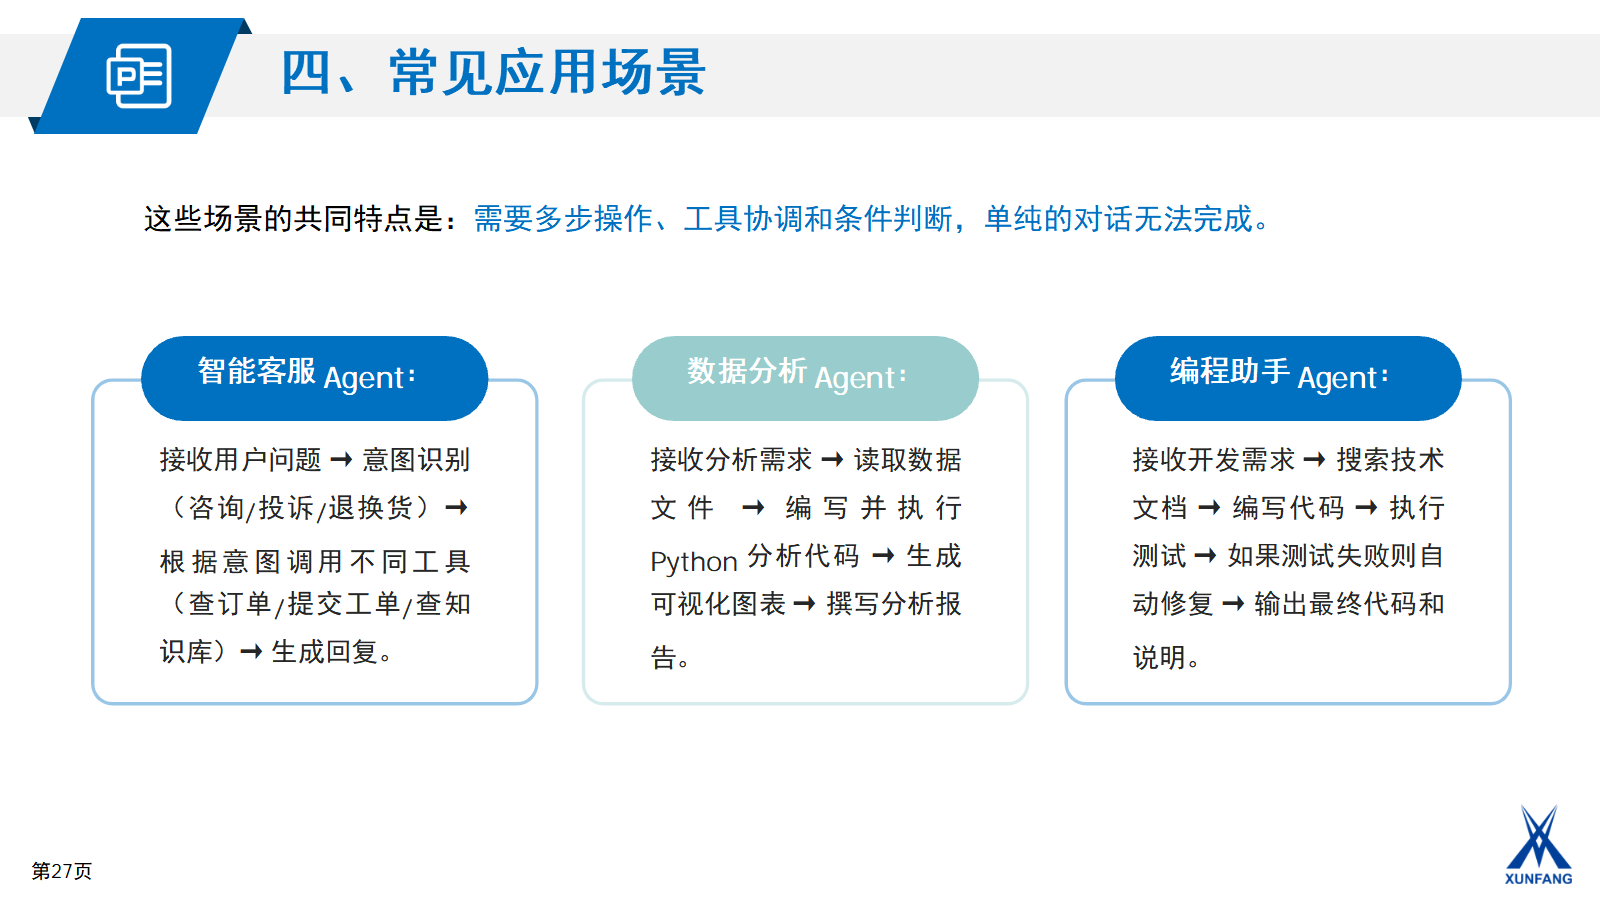 四、常见应用场景
这些场景的共同特点是：需要多步操作、工具协调和条件判断，单纯的对话无法完成。
智能客服 Agent：
接收用户问题 ➞ 意图识别
（咨询/投诉/退换货）➞
根据意图调用不同工具
（查订单/提交工单/查知
识库）➞ 生成回复。
数据分析 Agent：
接收分析需求 ➞ 读取数据
文件 ➞ 编写并执行
Python 分析代码 ➞ 生成
可视化图表 ➞ 撰写分析报
告。
编程助手 Agent：
接收开发需求 ➞ 搜索技术
文档 ➞ 编写代码 ➞ 执行
测试 ➞ 如果测试失败则自
动修复 ➞ 输出最终代码和
说明。
第27页
XUNFANG